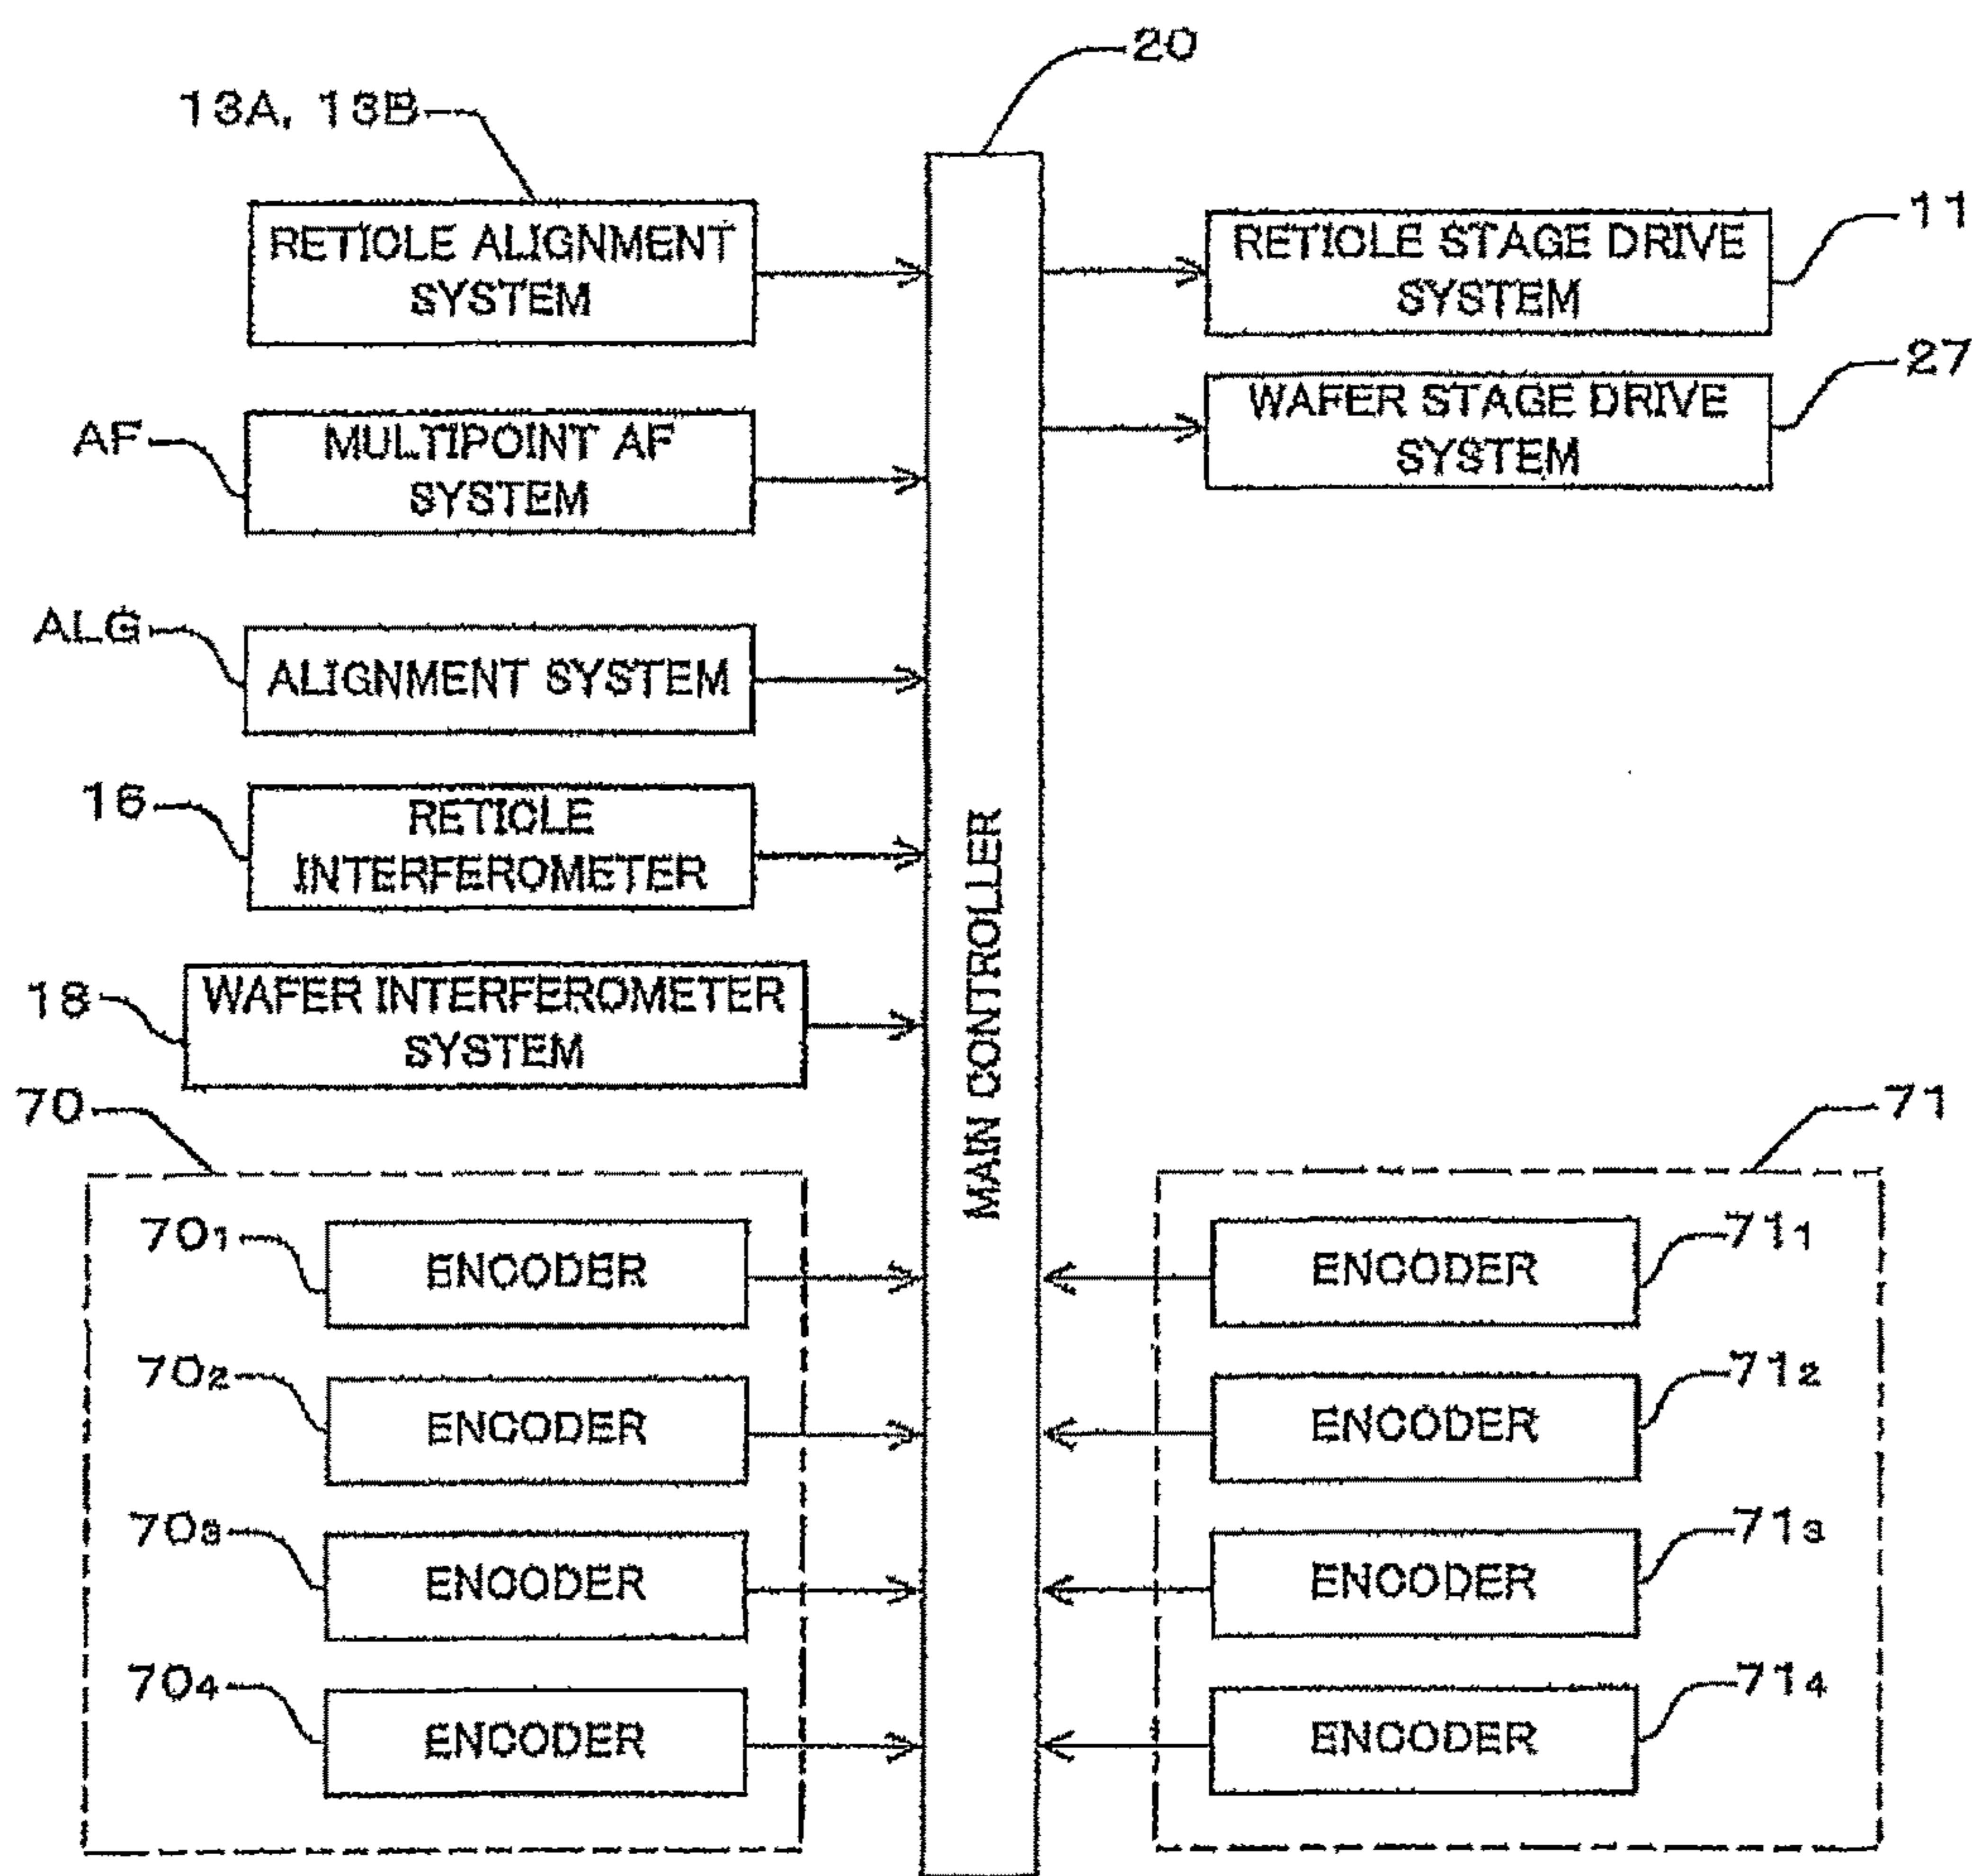 20
13A, 13B
RETICLE ALIGNMENT
SYSTEM
RETICLE STAGE DRIVE
SYSTEM
11
AF
MULTIPOINT AF
SYSTEM
WAFER STAGE DRIVE
SYSTEM
27
ALG
ALIGNMENT SYSTEM
16
RETICLE
INTERFEROMETER
18
WAFER INTERFEROMETER
SYSTEM
MAIN CONTROLLER
70
71
70₁
ENCODER
ENCODER
71₁
70₂
ENCODER
ENCODER
71₂
70₃
ENCODER
ENCODER
71₃
70₄
ENCODER
ENCODER
71₄